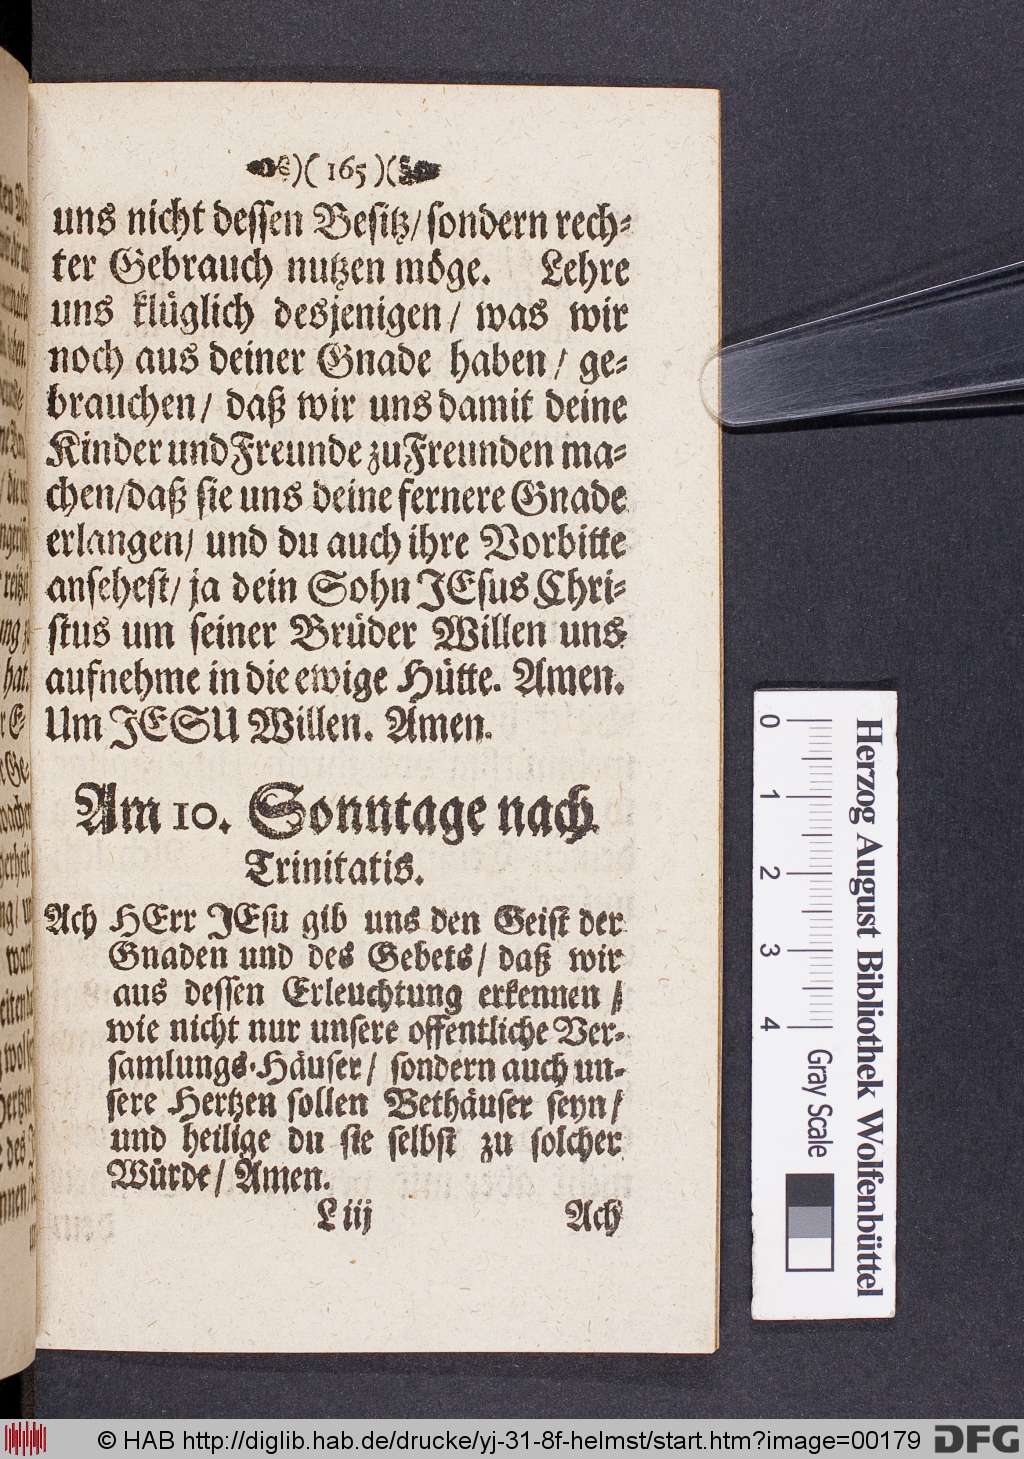 )( 165 )(
uns nicht dessen Besitz/ sondern rech-
ter Gebrauch nutzen möge. Lehre
uns klüglich desjenigen/ was wir
noch aus deiner Gnade haben/ ge-
brauchen/ daß wir uns damit deine
Kinder und Freunde zu Freunden ma-
chen/ daß sie uns deine fernere Gnade
erlangen/ und du auch ihre Vorbitte
ansehest/ ja dein Sohn JEsus Chri-
stus um seiner Brüder Willen uns
aufnehme in die ewige Hütte. Amen.
Um JESU Willen. Amen.
Am 10. Sonntage nach
Trinitatis.
Ach HErr JEsu gib uns den Geist der
Gnaden und des Gebets/ daß wir
aus dessen Erleuchtung erkennen/
wie nicht nur unsere offentliche Ver-
samlungs-Häuser/ sondern auch un-
sere Hertzen sollen Bethäuser seyn/
und heilige du sie selbst zu solcher
Würde/ Amen.
L iij Ach
0 1 2 3 4 Gray Scale
Herzog August Bibliothek Wolfenbüttel
© HAB http://diglib.hab.de/drucke/yj-31-8f-helmst/start.htm?image=00179 DFG